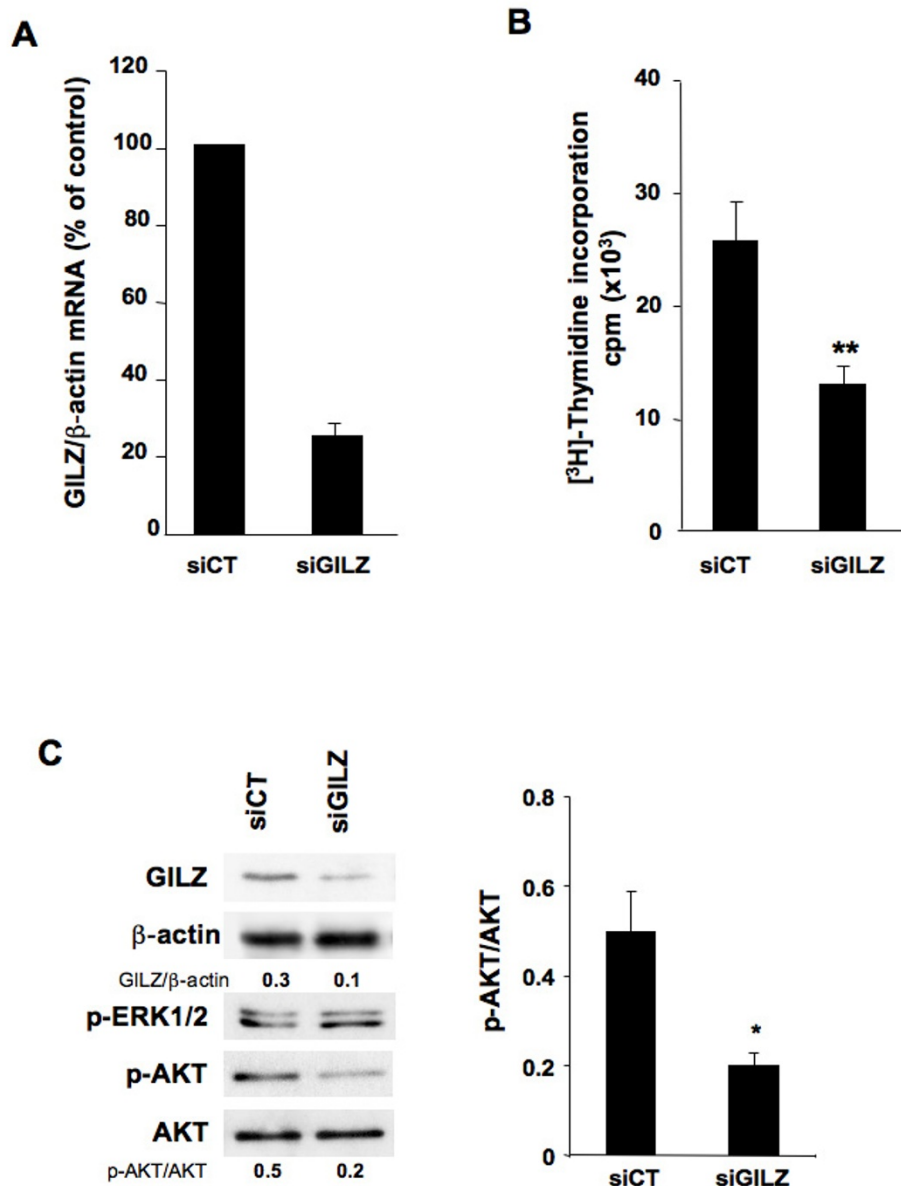 A
GILZ/β-actin mRNA (% of control)
120
100
80
60
40
20
0
siCT siGILZ
B
[³H]-Thymidine incorporation
cpm (x10³)
40
30
20
10
0
**
siCT siGILZ
C
siCT siGILZ
GILZ
β-actin
GILZ/β-actin 0.3 0.1
p-ERK1/2
p-AKT
AKT
p-AKT/AKT 0.5 0.2
p-AKT/AKT
0.8
0.6
0.4
0.2
0
*
siCT siGILZ